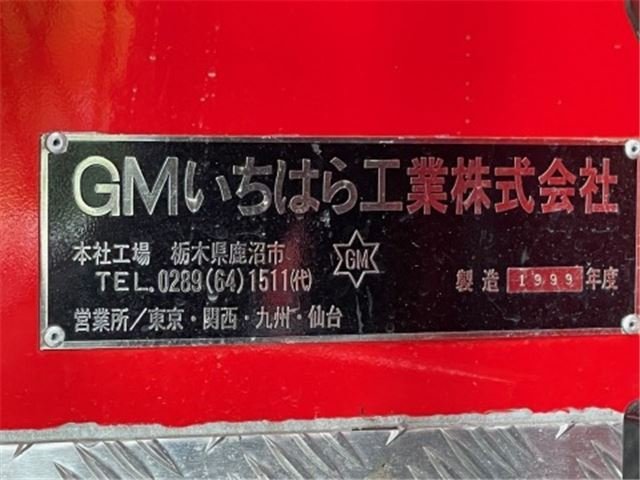 GMいちはら工業株式会社
本社工場 栃木県鹿沼市
TEL.0289(64)1511㈹
GM
製造 1999 年度
営業所/東京・関西・九州・仙台